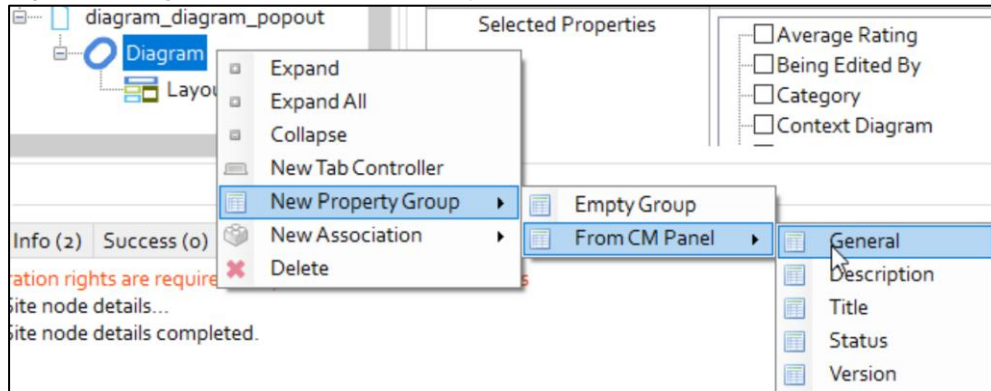 diagram_diagram_popout
Diagram
Layou
Expand
Expand All
Collapse
New Tab Controller
New Property Group
New Association
Delete
Empty Group
From CM Panel
General
Description
Title
Status
Version
Selected Properties
Average Rating
Being Edited By
Category
Context Diagram
Info (2) Success (0)
ration rights are require
Site node details...
Site node details completed.